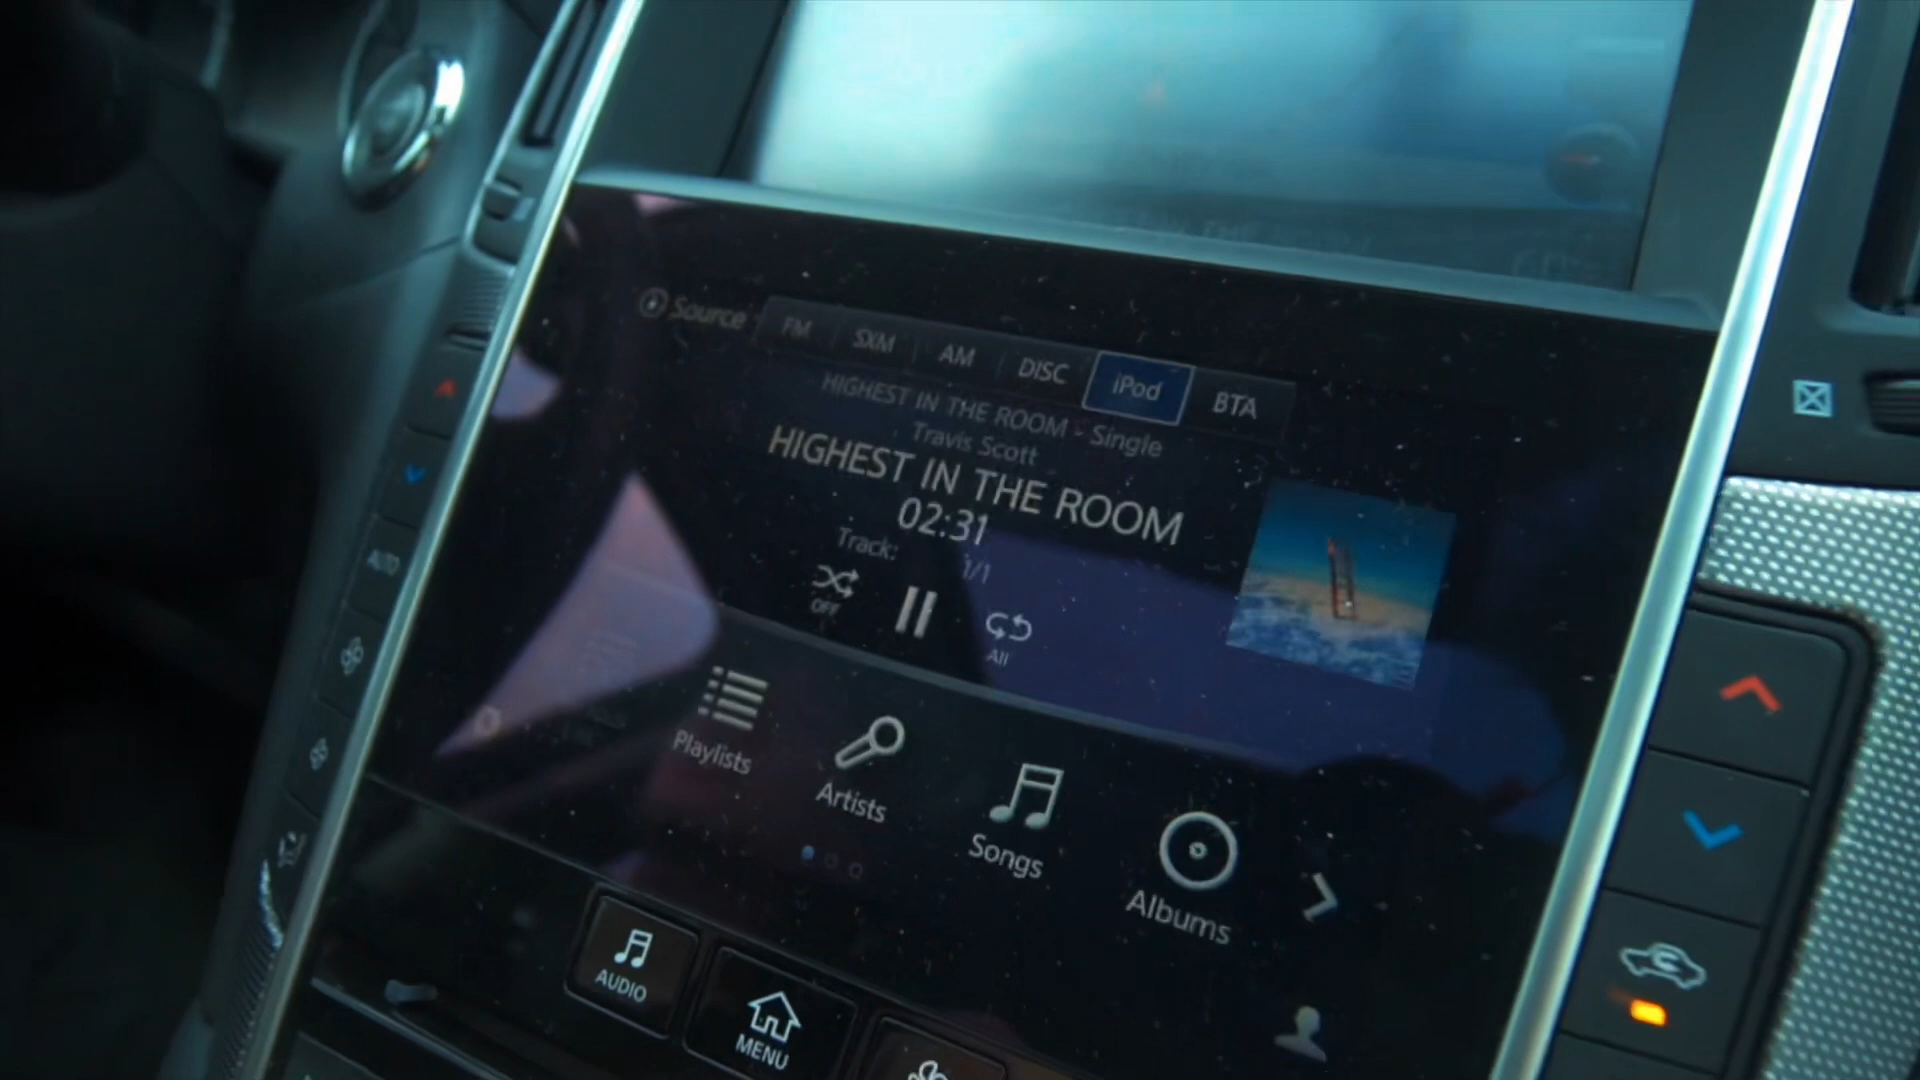 Source FM SXM AM DISC iPod BTA
HIGHEST IN THE ROOM - Single
Travis Scott
HIGHEST IN THE ROOM
02:31
Track: 1/1
OFF All
Playlists Artists Songs Albums
AUTO
AUDIO
MENU